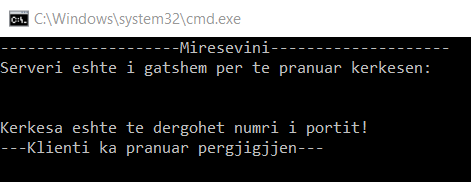 C:\Windows\system32\cmd.exe
--------------------Miresevini--------------------
Serveri eshte i gatshem per te pranuar kerkesen:
Kerkesa eshte te dergohet numri i portit!
---Klienti ka pranuar pergjigjjen---